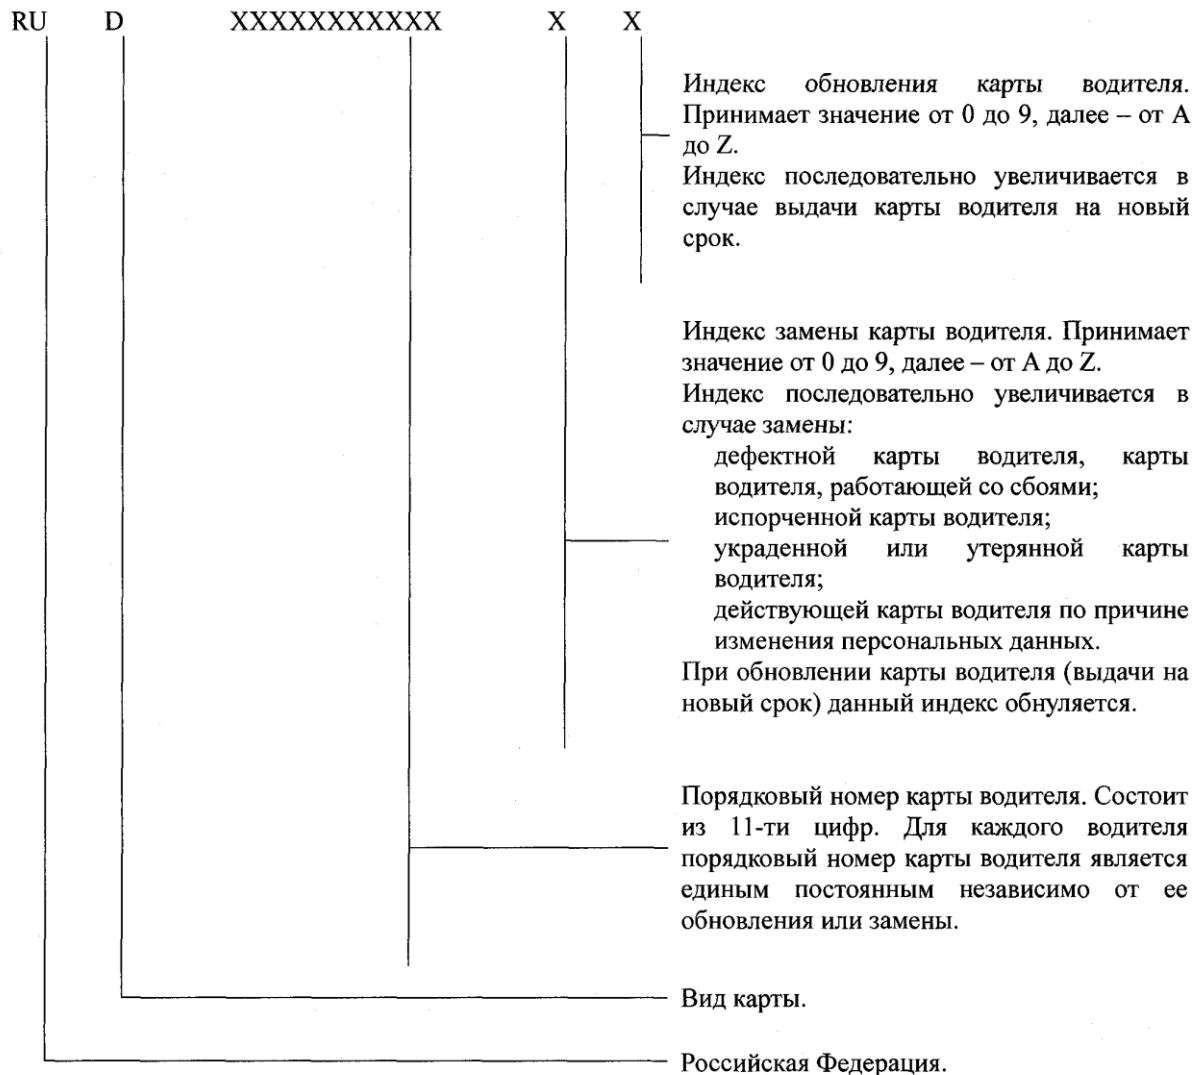 RU D XXXXXXXXXXX X X
Индекс обновления карты водителя.
Принимает значение от 0 до 9, далее – от A
до Z.
Индекс последовательно увеличивается в
случае выдачи карты водителя на новый
срок.
Индекс замены карты водителя. Принимает
значение от 0 до 9, далее – от A до Z.
Индекс последовательно увеличивается в
случае замены:
дефектной карты водителя, карты
водителя, работающей со сбоями;
испорченной карты водителя;
украденной или утерянной карты
водителя;
действующей карты водителя по причине
изменения персональных данных.
При обновлении карты водителя (выдачи на
новый срок) данный индекс обнуляется.
Порядковый номер карты водителя. Состоит
из 11-ти цифр. Для каждого водителя
порядковый номер карты водителя является
единым постоянным независимо от ее
обновления или замены.
Вид карты.
Российская Федерация.